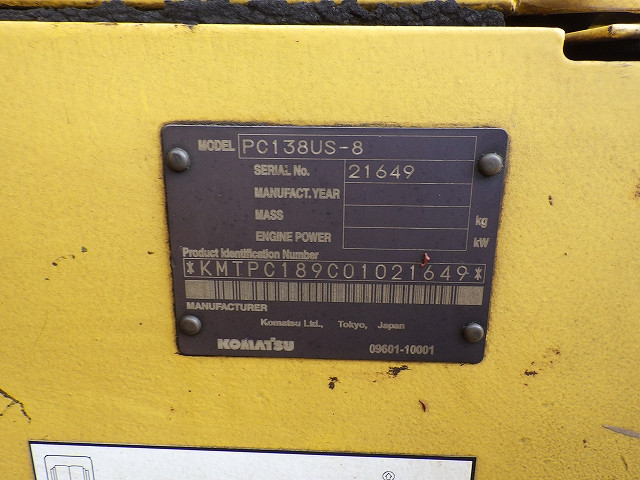 MODEL PC138US-8
SERIAL No. 21649
MANUFACT. YEAR
MASS kg
ENGINE POWER kW
Product Identification Number
*KMTPC189C01021649*
MANUFACTURER
Komatsu Ltd., Tokyo, Japan
KOMATSU 09601-10001